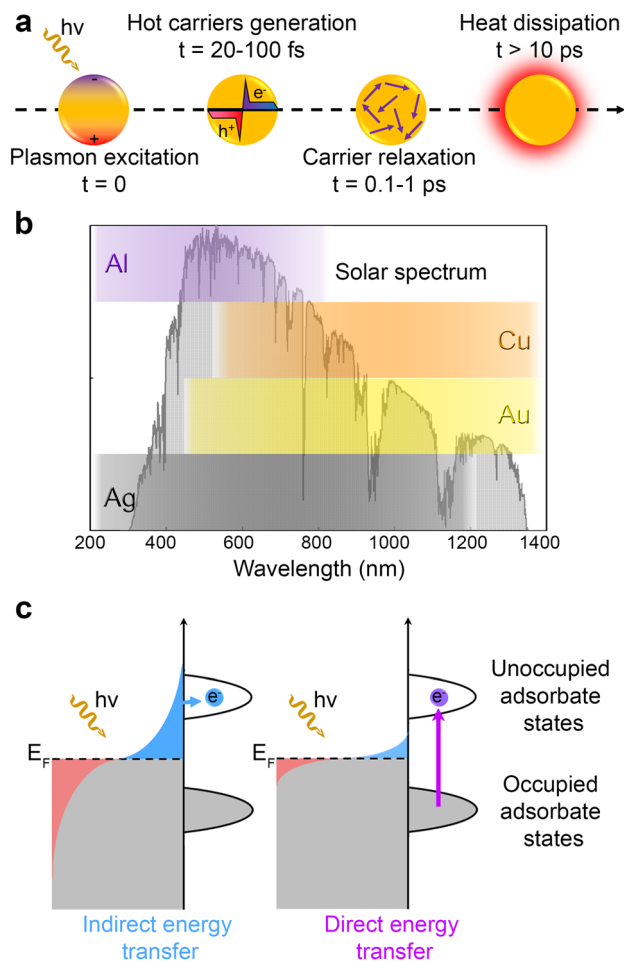 a
hν
Hot carriers generation
t = 20-100 fs
Heat dissipation
t > 10 ps
-
+
e-
h+
Plasmon excitation
t = 0
Carrier relaxation
t = 0.1-1 ps
b
Al
Solar spectrum
Cu
Au
Ag
200 400 600 800 1000 1200 1400
Wavelength (nm)
c
hν
e-
EF
hν
e-
EF
Unoccupied
adsorbate
states
Occupied
adsorbate
states
Indirect energy
transfer
Direct energy
transfer